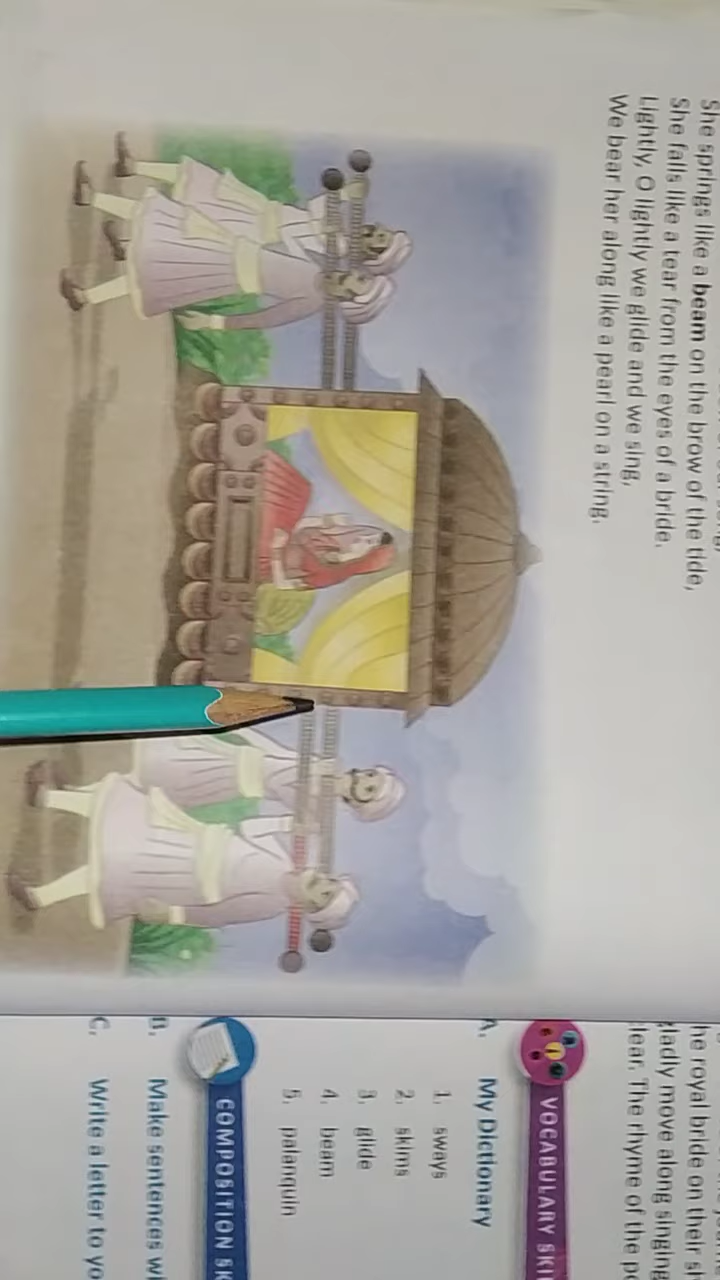 She springs like a beam on the brow of the tide,
She falls like a tear from the eyes of a bride.
Lightly, O lightly we glide and we sing,
We bear her along like a pearl on a string.
he royal bride on their
adly move along singing
lear. The rhyme of the
VOCABULARY SKI
A. My Dictionary
1. sways
2. skims
3. glide
4. beam
5. palanquin
COMPOSITION SK
B. Make sentences wi
C. Write a letter to yo